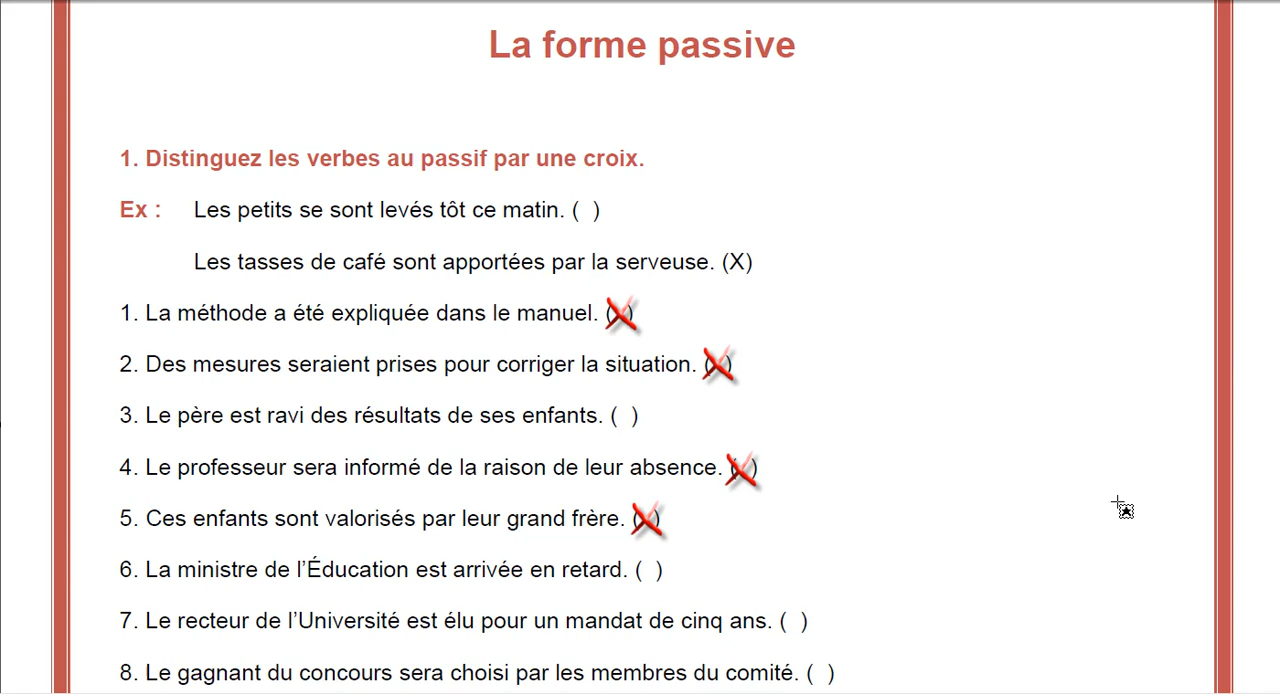 La forme passive
1. Distinguez les verbes au passif par une croix.
Ex : Les petits se sont levés tôt ce matin. ( )
Les tasses de café sont apportées par la serveuse. (X)
1. La méthode a été expliquée dans le manuel. (X)
2. Des mesures seraient prises pour corriger la situation. (X)
3. Le père est ravi des résultats de ses enfants. ( )
4. Le professeur sera informé de la raison de leur absence. (X)
5. Ces enfants sont valorisés par leur grand frère. (X)
6. La ministre de l’Éducation est arrivée en retard. ( )
7. Le recteur de l’Université est élu pour un mandat de cinq ans. ( )
8. Le gagnant du concours sera choisi par les membres du comité. ( )